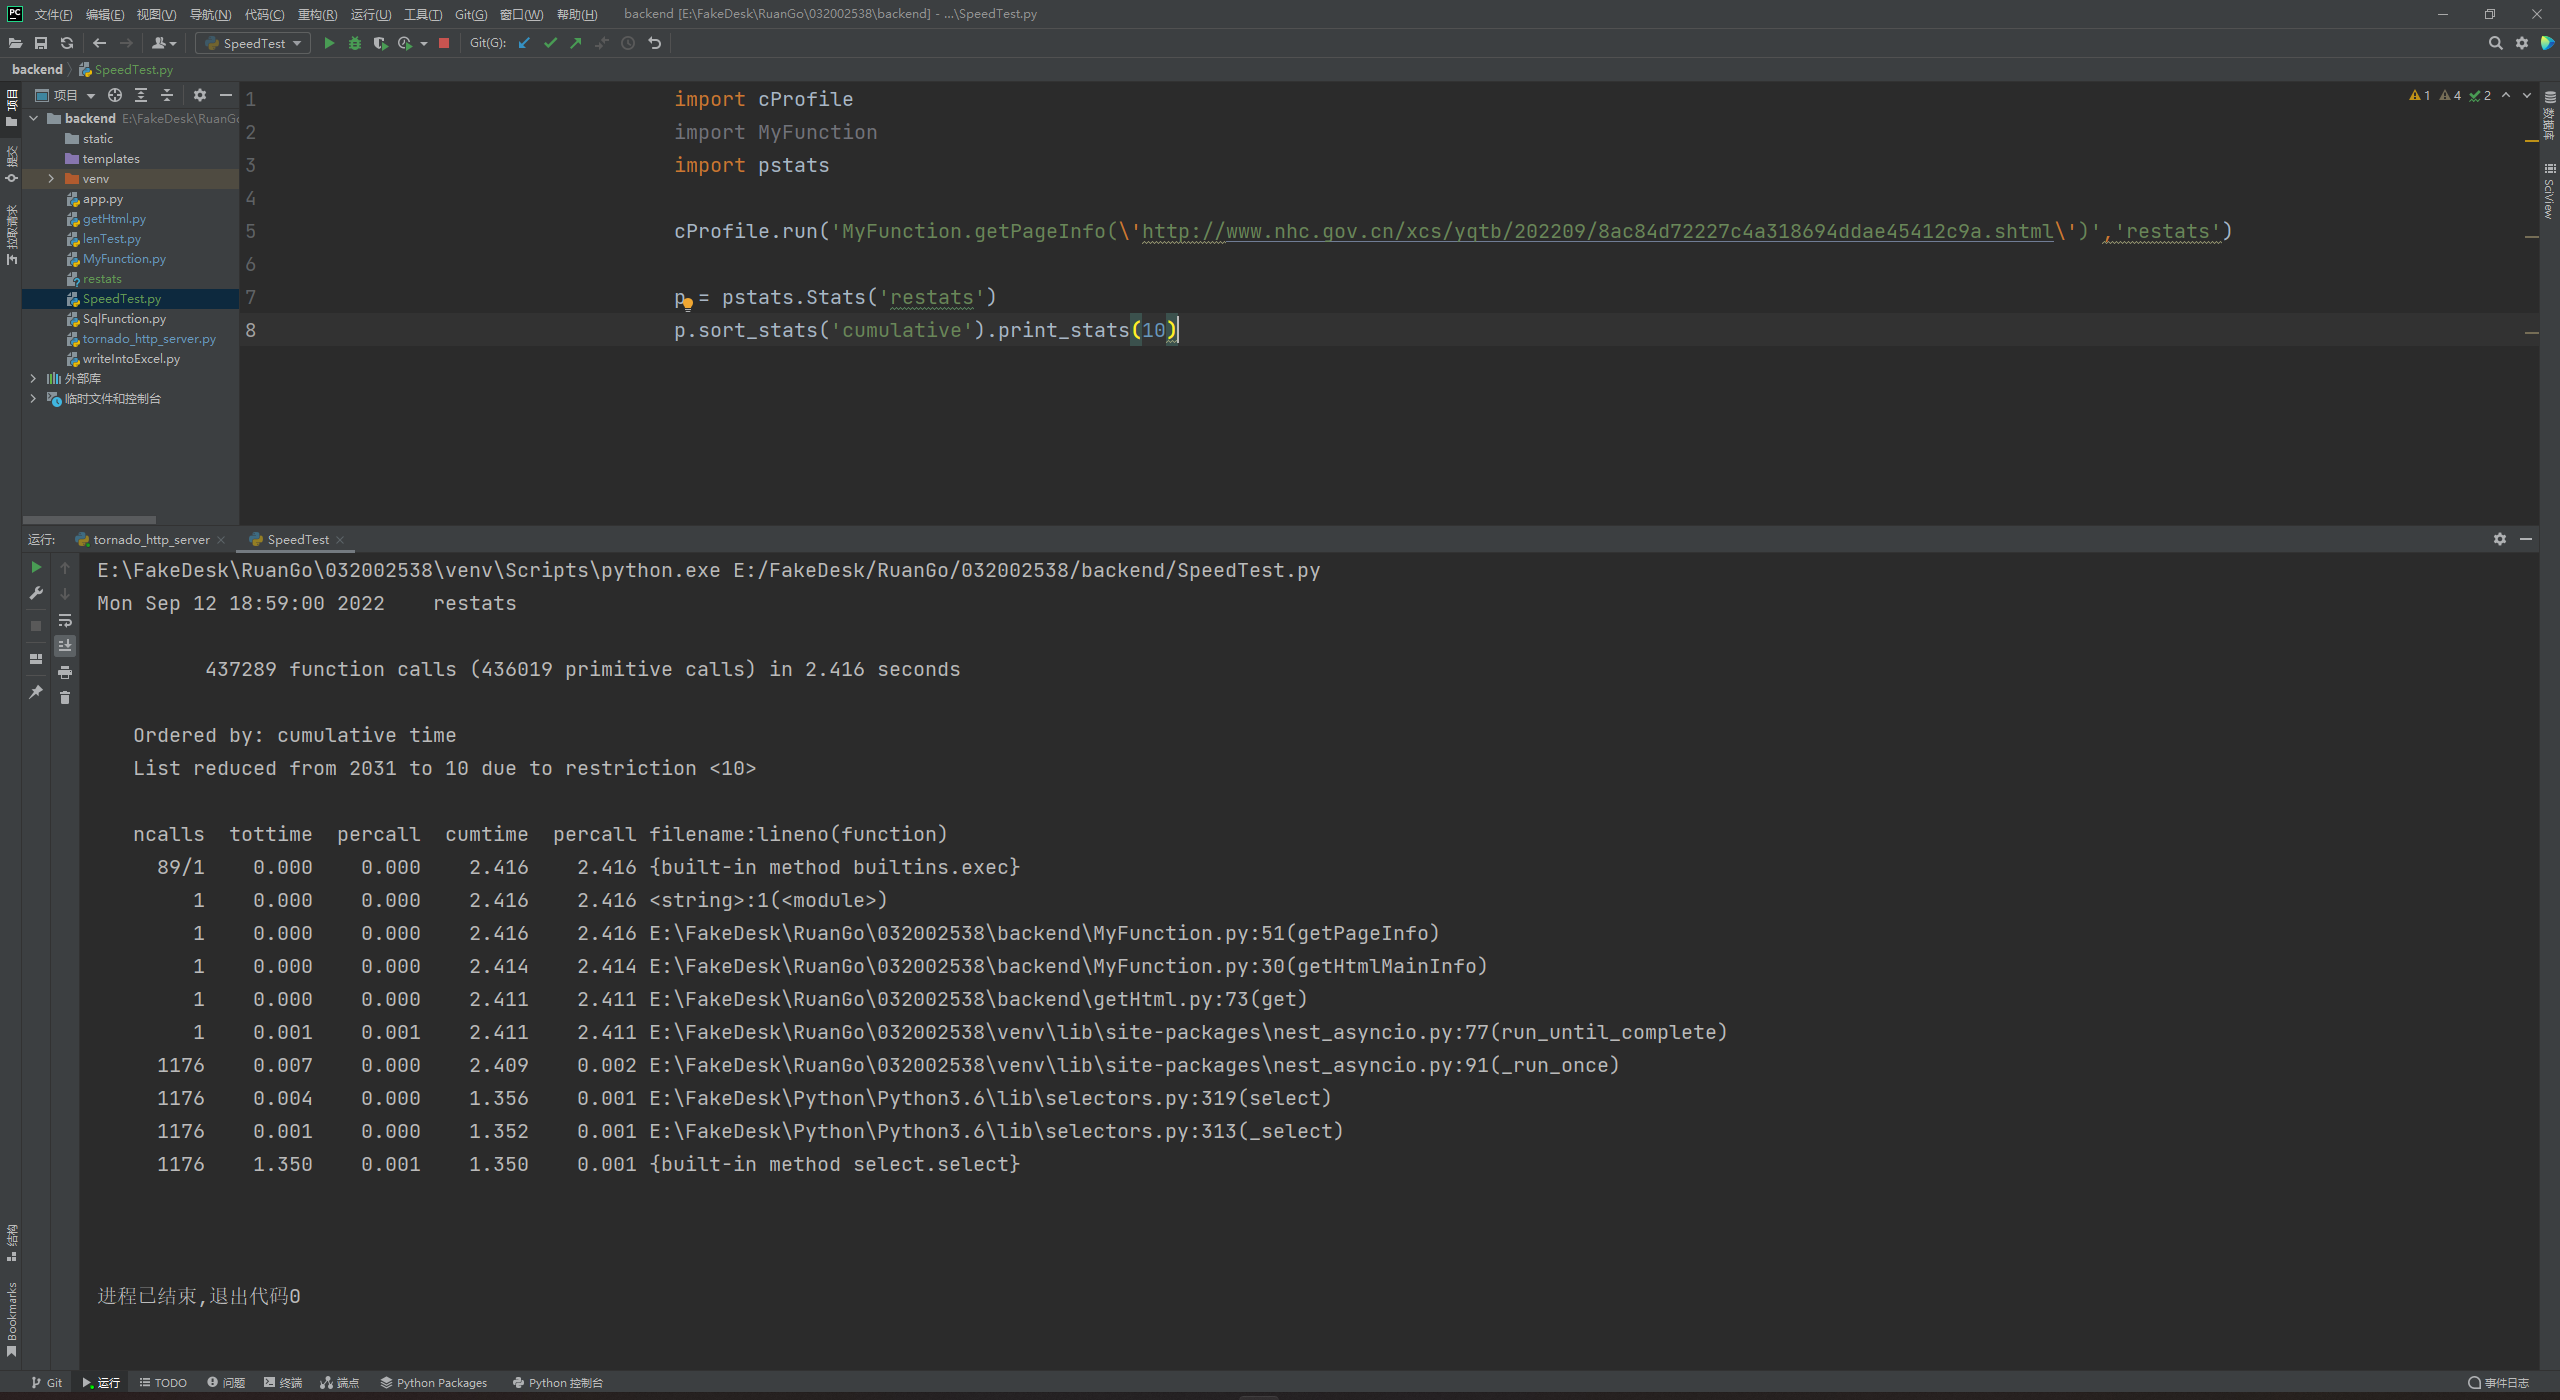 PC 文件(F) 编辑(E) 视图(V) 导航(N) 代码(C) 重构(R) 运行(U) 工具(T) Git(G) 窗口(W) 帮助(H) backend [E:\FakeDesk\RuanGo\032002538\backend] - ...\SpeedTest.py
SpeedTest Git(G):
backend SpeedTest.py
项目
提交
拉取请求
项目
backend E:\FakeDesk\RuanGo
static
templates
venv
app.py
getHtml.py
lenTest.py
MyFunction.py
restats
SpeedTest.py
SqlFunction.py
tornado_http_server.py
writeIntoExcel.py
外部库
临时文件和控制台
1 import cProfile
2 import MyFunction
3 import pstats
4
5 cProfile.run('MyFunction.getPageInfo(\'http://www.nhc.gov.cn/xcs/yqtb/202209/8ac84d72227c4a318694ddae45412c9a.shtml\')','restats')
6
7 p = pstats.Stats('restats')
8 p.sort_stats('cumulative').print_stats(10)
1 4 2
数据库
SciView
运行: tornado_http_server SpeedTest
E:\FakeDesk\RuanGo\032002538\venv\Scripts\python.exe E:/FakeDesk/RuanGo/032002538/backend/SpeedTest.py
Mon Sep 12 18:59:00 2022    restats
437289 function calls (436019 primitive calls) in 2.416 seconds
Ordered by: cumulative time
List reduced from 2031 to 10 due to restriction <10>
ncalls  tottime  percall  cumtime  percall filename:lineno(function)
89/1    0.000    0.000    2.416    2.416 {built-in method builtins.exec}
1    0.000    0.000    2.416    2.416 <string>:1(<module>)
1    0.000    0.000    2.416    2.416 E:\FakeDesk\RuanGo\032002538\backend\MyFunction.py:51(getPageInfo)
1    0.000    0.000    2.414    2.414 E:\FakeDesk\RuanGo\032002538\backend\MyFunction.py:30(getHtmlMainInfo)
1    0.000    0.000    2.411    2.411 E:\FakeDesk\RuanGo\032002538\backend\getHtml.py:73(get)
1    0.001    0.001    2.411    2.411 E:\FakeDesk\RuanGo\032002538\venv\lib\site-packages\nest_asyncio.py:77(run_until_complete)
1176    0.007    0.000    2.409    0.002 E:\FakeDesk\RuanGo\032002538\venv\lib\site-packages\nest_asyncio.py:91(_run_once)
1176    0.004    0.000    1.356    0.001 E:\FakeDesk\Python\Python3.6\lib\selectors.py:319(select)
1176    0.001    0.000    1.352    0.001 E:\FakeDesk\Python\Python3.6\lib\selectors.py:313(_select)
1176    1.350    0.001    1.350    0.001 {built-in method select.select}
进程已结束,退出代码0
结构
Bookmarks
Git 运行 TODO 问题 终端 端点 Python Packages Python 控制台 事件日志